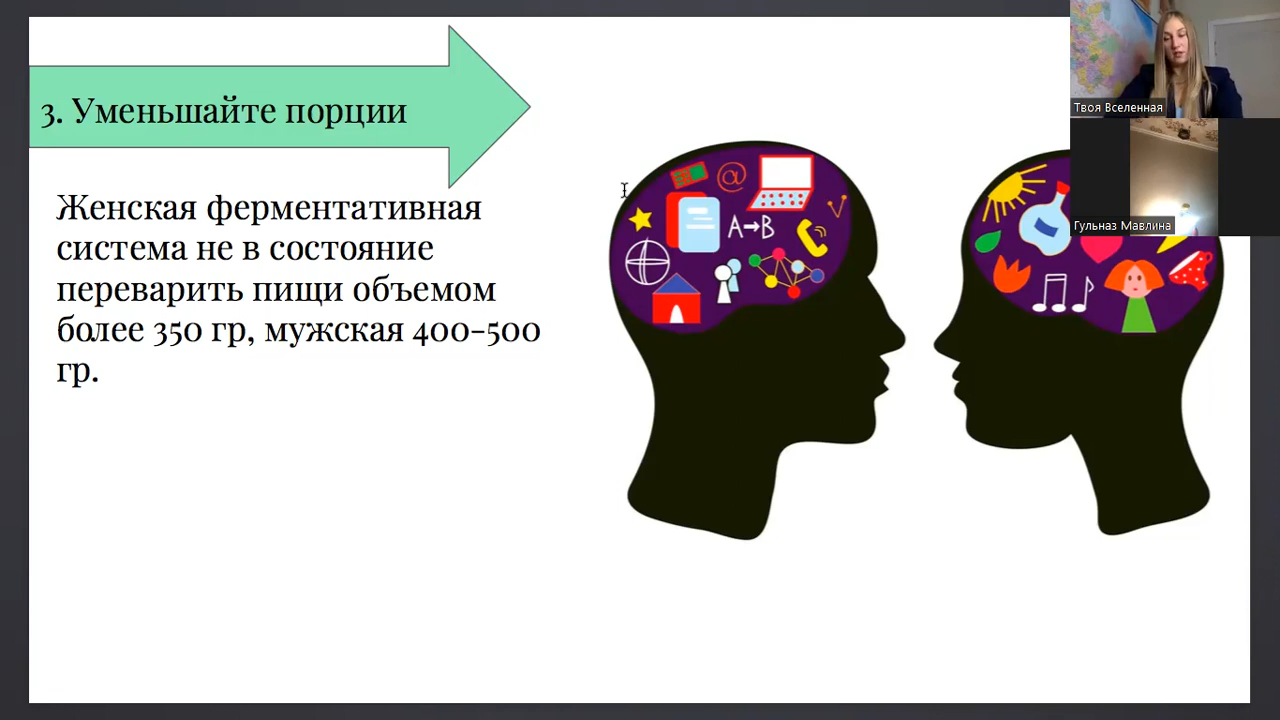 3. Уменьшайте порции
Женская ферментативная
система не в состояние
переварить пищи объемом
более 350 гр, мужская 400-500
гр.
@
A→B
Твоя Вселенная
Гульназ Мавлина